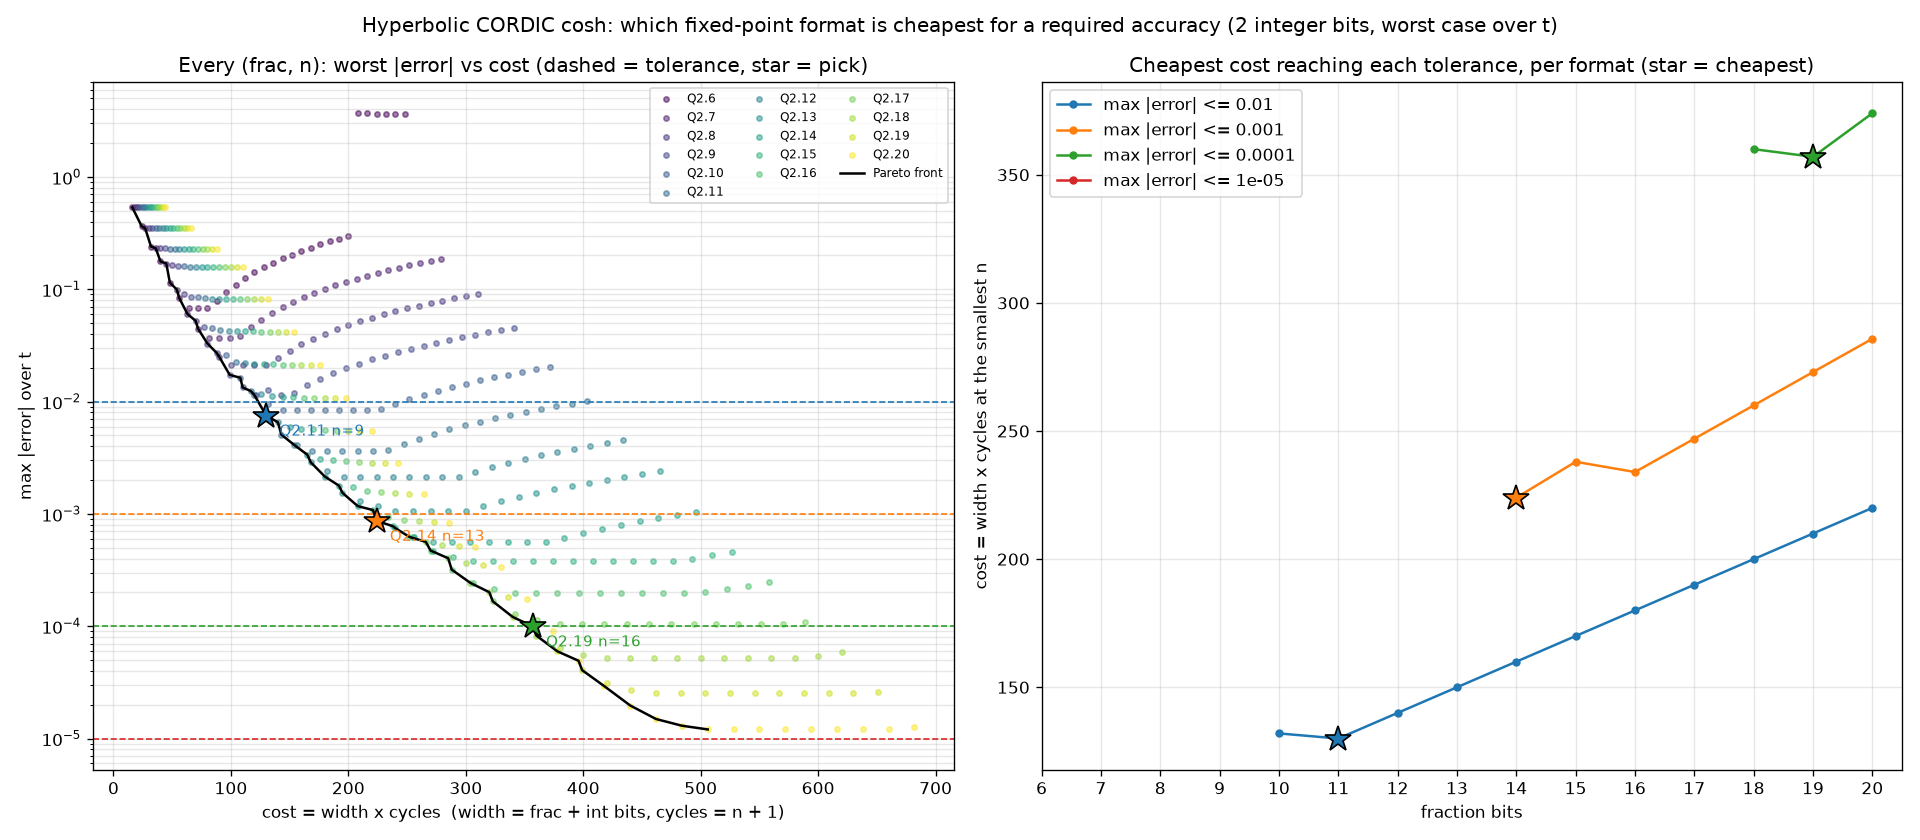 Hyperbolic CORDIC cosh: which fixed-point format is cheapest for a required accuracy (2 integer bits, worst case over t)
Every (frac, n): worst |error| vs cost (dashed = tolerance, star = pick)
max |error| over t
10⁰
10⁻¹
10⁻²
10⁻³
10⁻⁴
10⁻⁵
Q2.6
Q2.7
Q2.8
Q2.9
Q2.10
Q2.11
Q2.12
Q2.13
Q2.14
Q2.15
Q2.16
Q2.17
Q2.18
Q2.19
Q2.20
Pareto front
Q2.11 n=9
Q2.14 n=13
Q2.19 n=16
0 100 200 300 400 500 600 700
cost = width x cycles (width = frac + int bits, cycles = n + 1)
Cheapest cost reaching each tolerance, per format (star = cheapest)
cost = width x cycles at the smallest n
350
300
250
200
150
max |error| <= 0.01
max |error| <= 0.001
max |error| <= 0.0001
max |error| <= 1e-05
6 7 8 9 10 11 12 13 14 15 16 17 18 19 20
fraction bits